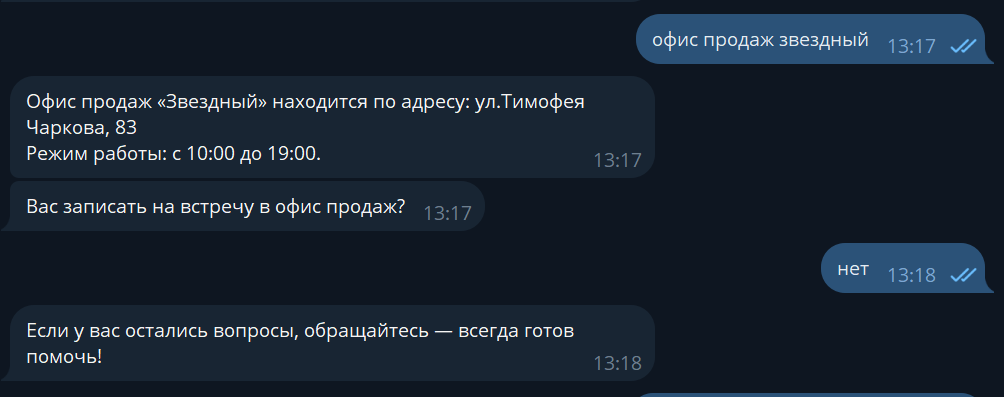 офис продаж звездный 13:17
Офис продаж «Звездный» находится по адресу: ул.Тимофея
Чаркова, 83
Режим работы: с 10:00 до 19:00.
13:17
Вас записать на встречу в офис продаж? 13:17
нет 13:18
Если у вас остались вопросы, обращайтесь — всегда готов
помочь!
13:18